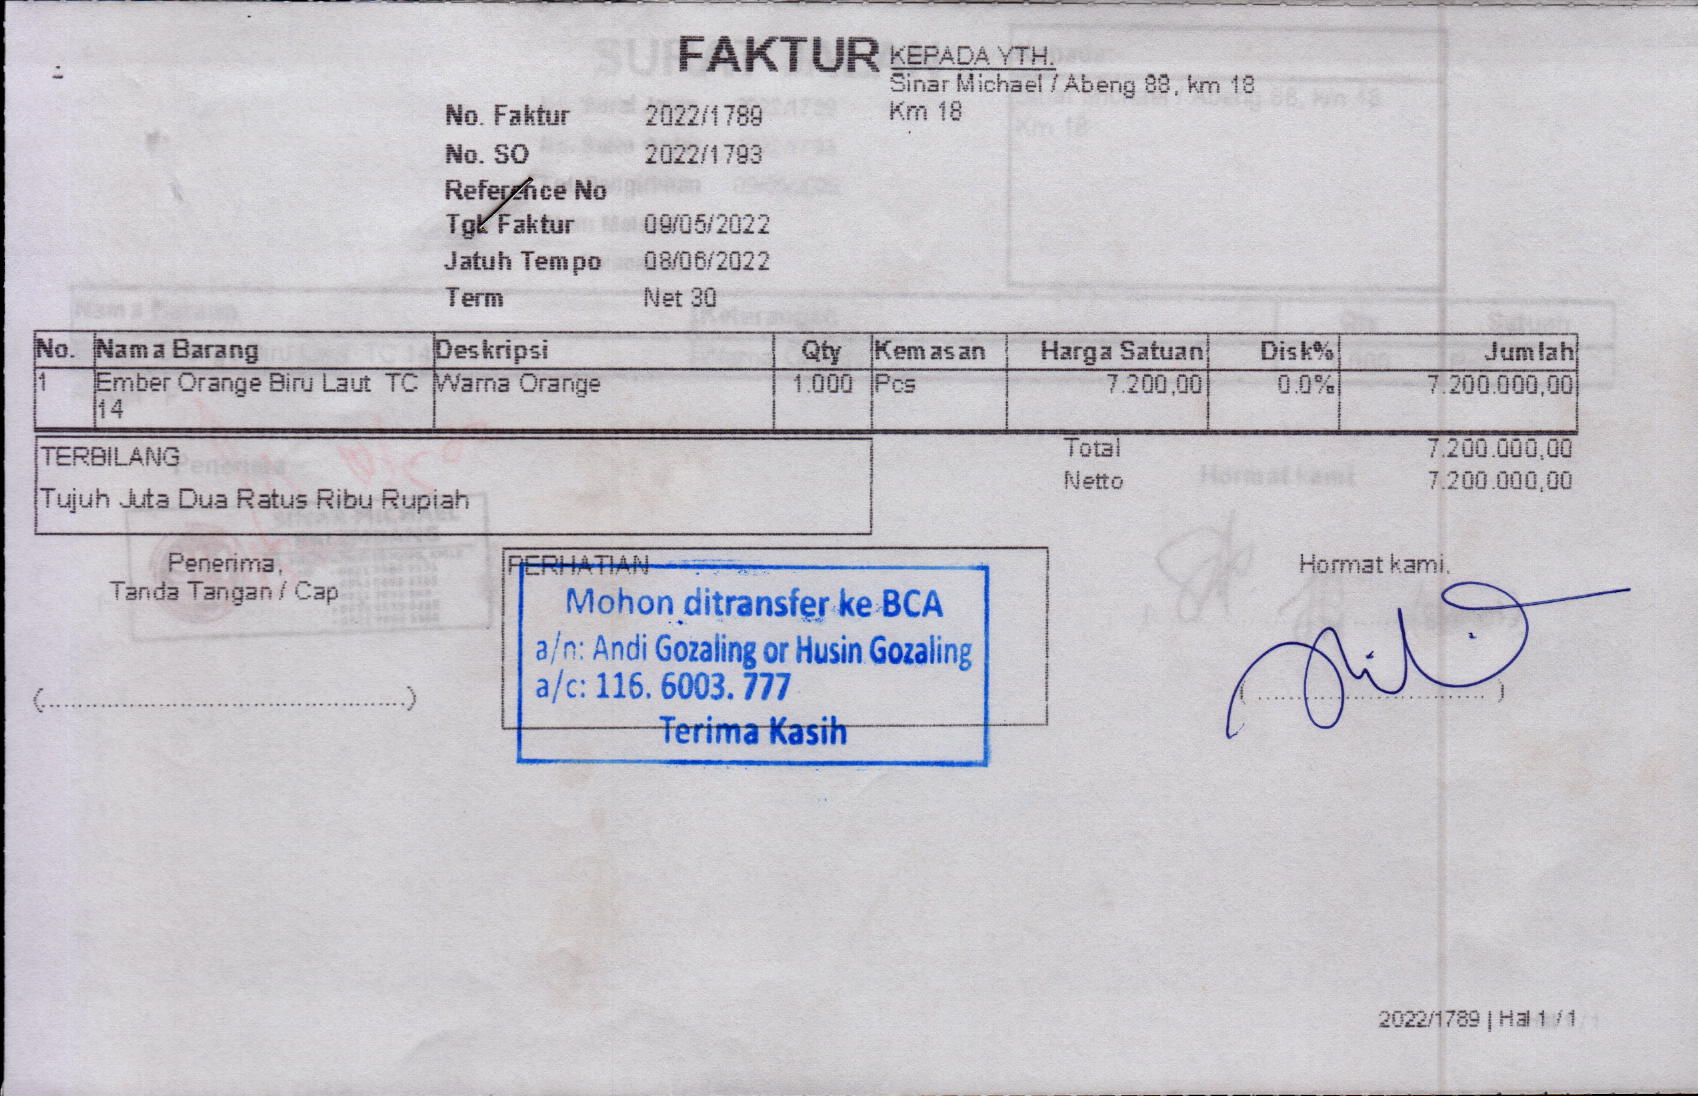 FAKTUR
KEPADA YTH.
Sinar Michael / Abeng 88, km 18
Km 18
No. Faktur 2022/1789
No. SO 2022/1793
Reference No
Tgl. Faktur 09/05/2022
Jatuh Tempo 08/06/2022
Term Net 30
No. Nama Barang Deskripsi Qty Kemasan Harga Satuan Disk% Jumlah
1 Ember Orange Biru Laut TC Warna Orange 1.000 Pcs 7.200,00 0.0% 7.200.000,00
14
Total 7.200.000,00
Netto 7.200.000,00
TERBILANG
Tujuh Juta Dua Ratus Ribu Rupiah
Penerima,
Tanda Tangan / Cap
(..........................................)
PERHATIAN
Mohon ditransfer ke BCA
a/n: Andi Gozaling or Husin Gozaling
a/c: 116. 6003. 777
Terima Kasih
Hormat kami,
(..............................)
2022/1789 | Hal 1 / 1